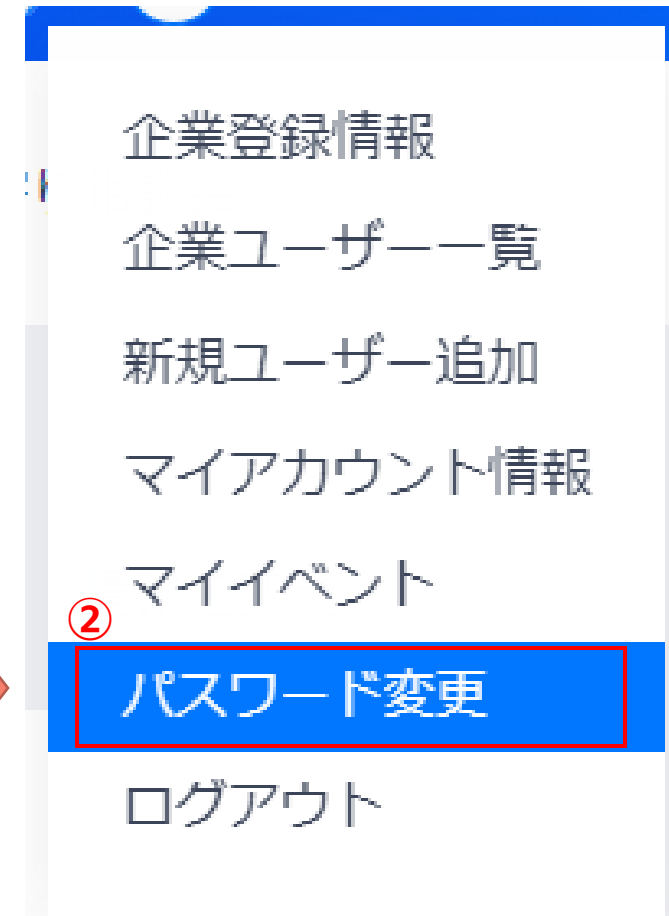 企業登録情報
企業ユーザー一覧
新規ユーザー追加
マイアカウント情報
マイイベント
②
パスワード変更
ログアウト